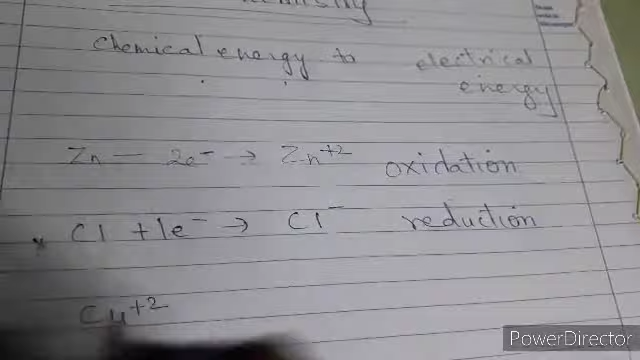 chemical energy to electrical
energy
Zn — 2e⁻ → Zn⁺² oxidation
Cl + 1e⁻ → Cl⁻ reduction
Cu⁺²
PowerDirector